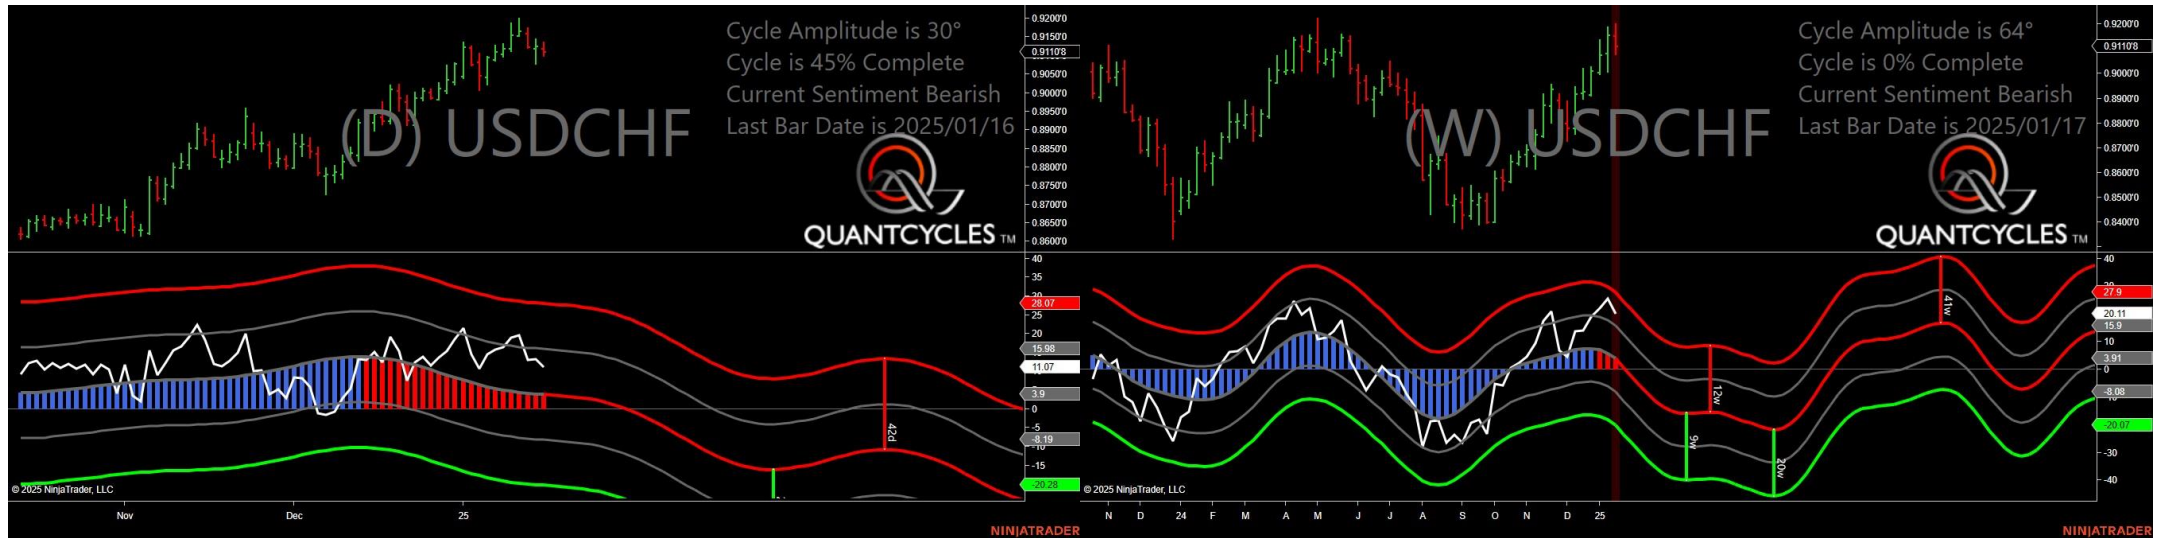 Cycle Amplitude is 30°
Cycle is 45% Complete
Current Sentiment Bearish
Last Bar Date is 2025/01/16
(D) USDCHF
QUANTCYCLES TM
0.9200'0
0.9150'0
0.9110'8
0.9050'0
0.9000'0
0.8950'0
0.8900'0
0.8850'0
0.8800'0
0.8750'0
0.8700'0
0.8650'0
0.8600'0
40
35
28.07
25
20
15.98
11.07
3.9
0
-5
-8.19
-10
-15
-20.28
42d
© 2025 NinjaTrader, LLC
Nov
Dec
25
NINJATRADER
Cycle Amplitude is 64°
Cycle is 0% Complete
Current Sentiment Bearish
Last Bar Date is 2025/01/17
(W) USDCHF
QUANTCYCLES TM
0.9200'0
0.9110'8
0.9000'0
0.8900'0
0.8800'0
0.8700'0
0.8600'0
0.8500'0
0.8400'0
40
27.9
20.11
15.9
10
3.91
0
-8.08
-20.07
-30
-40
41w
12w
9w
20w
© 2025 NinjaTrader, LLC
N D 24 F M A M J J A S O N D 25
NINJATRADER